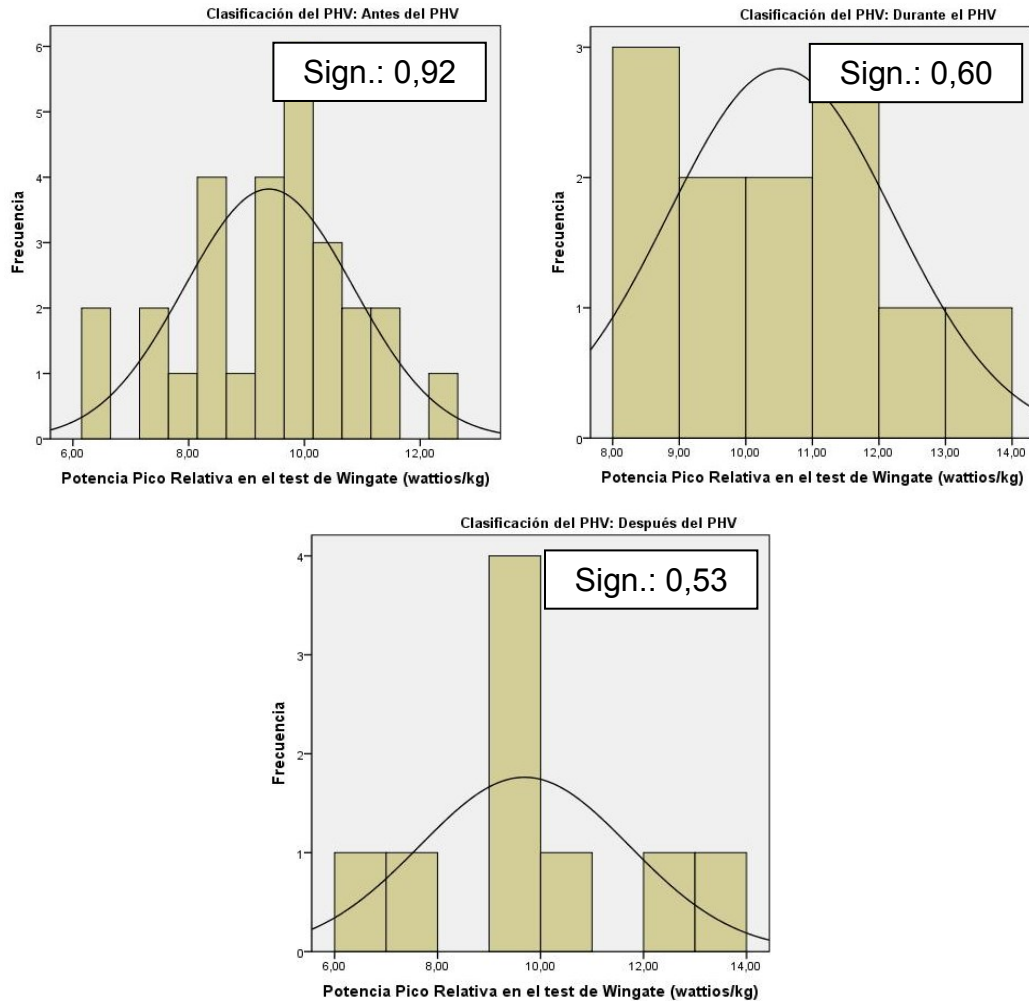 Clasificación del PHV: Antes del PHV
Sign.: 0,92
Frecuencia
6
5
4
3
2
1
0
6,00 8,00 10,00 12,00
Potencia Pico Relativa en el test de Wingate (wattios/kg)
Clasificación del PHV: Durante el PHV
Sign.: 0,60
Frecuencia
3
2
1
0
8,00 9,00 10,00 11,00 12,00 13,00 14,00
Potencia Pico Relativa en el test de Wingate (wattios/kg)
Clasificación del PHV: Después del PHV
Sign.: 0,53
Frecuencia
4
3
2
1
0
6,00 8,00 10,00 12,00 14,00
Potencia Pico Relativa en el test de Wingate (wattios/kg)